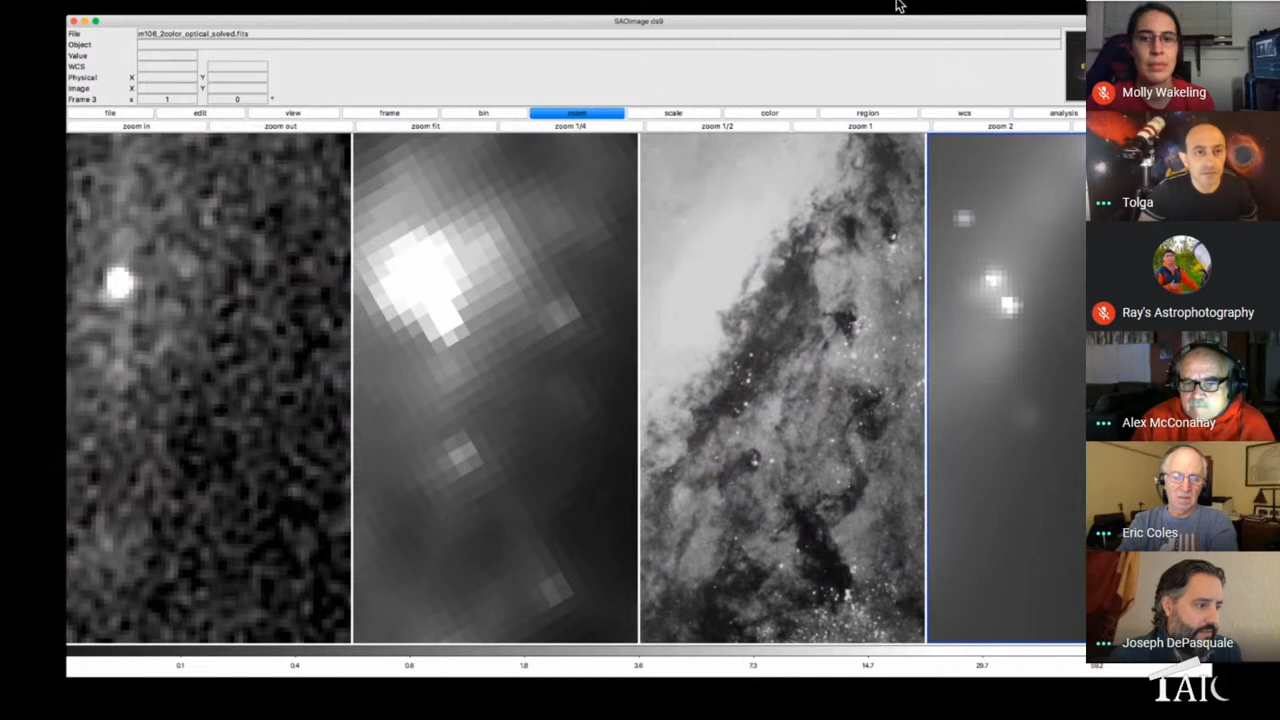 SAOImage ds9
File m106_2color_optical_solved.fits
Object
Value
WCS
Physical X Y
Image X Y
Frame 3 x 1 0 °
file edit view frame bin zoom scale color region wcs analysis
zoom in zoom out zoom fit zoom 1/4 zoom 1/2 zoom 1 zoom 2
0.1 0.4 0.8 1.8 3.6 7.3 14.7 29.7 59.2
Molly Wakeling
Tolga
Ray's Astrophotography
Alex McConahay
Eric Coles
Joseph DePasquale
TAIC